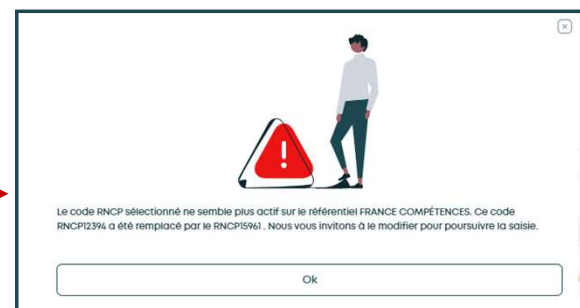 Le code RNCP sélectionné ne semble plus actif sur le référentiel FRANCE COMPÉTENCES. Ce code
RNCP12394 a été remplacé par le RNCP15961 . Nous vous invitons à le modifier pour poursuivre la saisie.
Ok